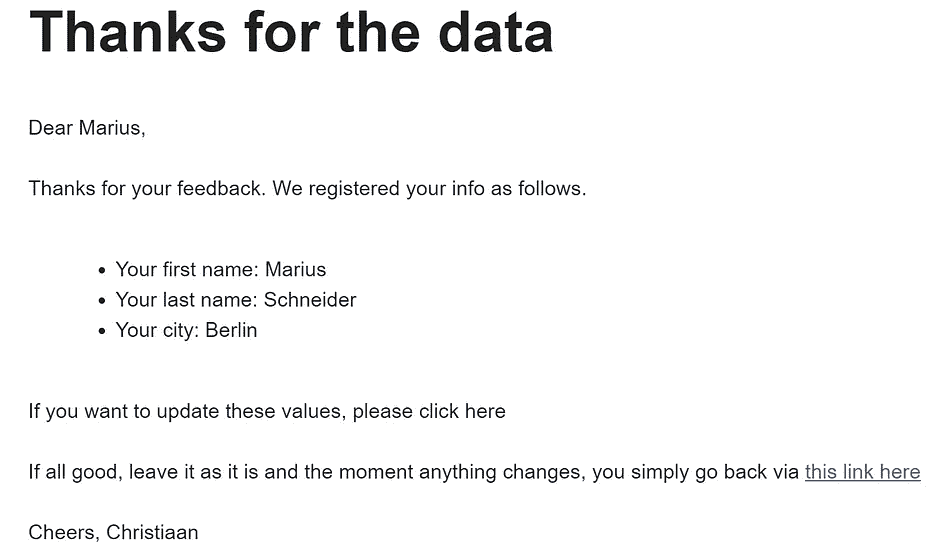 Thanks for the data
Dear Marius,
Thanks for your feedback. We registered your info as follows.
• Your first name: Marius
• Your last name: Schneider
• Your city: Berlin
If you want to update these values, please click here
If all good, leave it as it is and the moment anything changes, you simply go back via this link here
Cheers, Christiaan